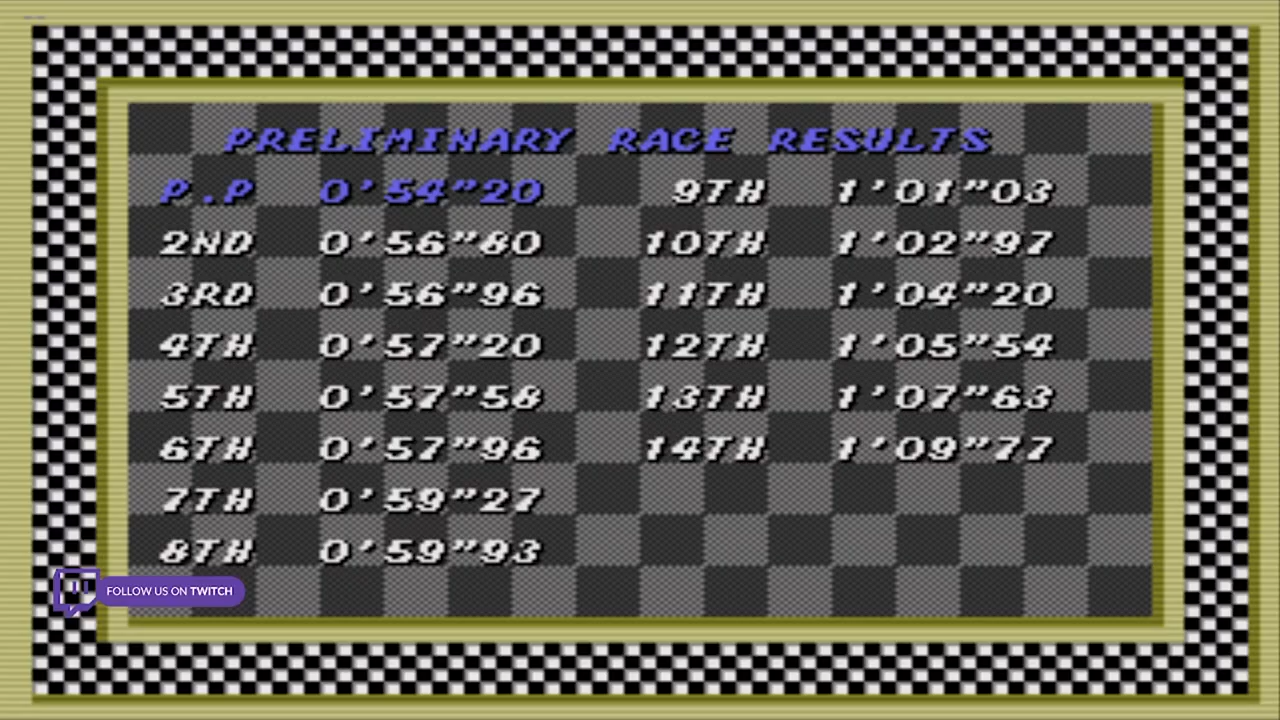 PRELIMINARY RACE RESULTS
P.P 0'54"20 9TH 1'01"03
2ND 0'56"80 10TH 1'02"97
3RD 0'56"96 11TH 1'04"20
4TH 0'57"20 12TH 1'05"54
5TH 0'57"58 13TH 1'07"63
6TH 0'57"96 14TH 1'09"77
7TH 0'59"27
8TH 0'59"93
FOLLOW US ON TWITCH